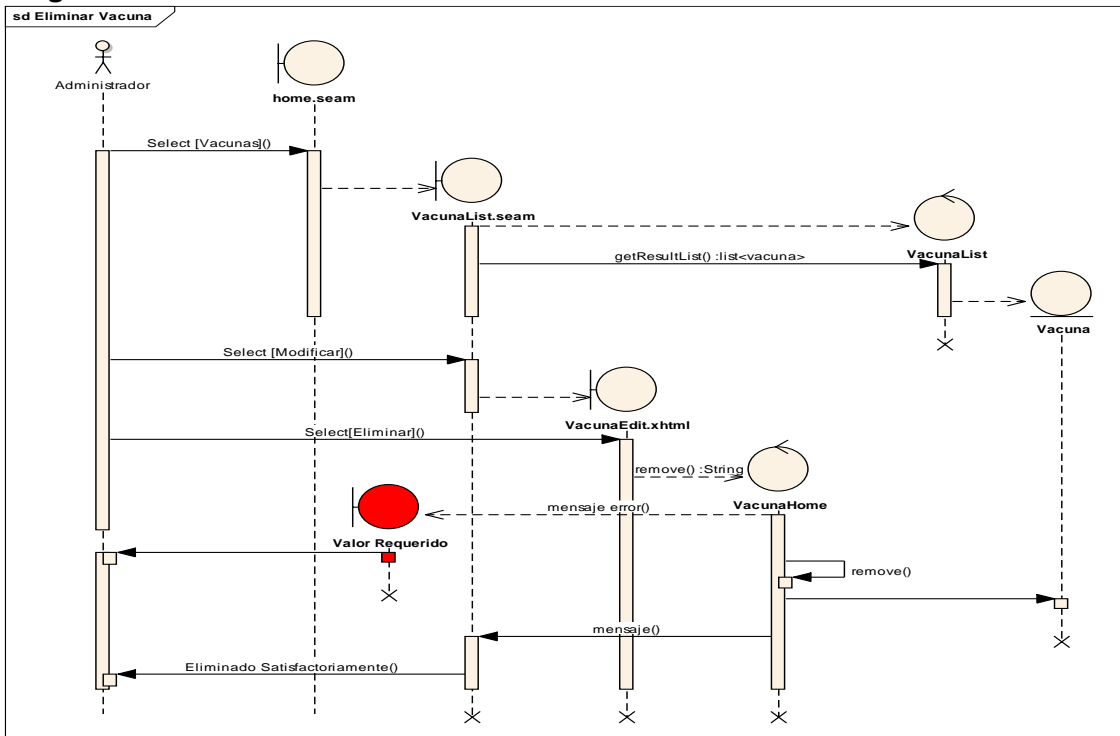 sd Eliminar Vacuna
Administrador
home.seam
Select [Vacunas]()
VacunaList.seam
VacunaList
getResultList() :list<vacuna>
Vacuna
Select [Modificar]()
VacunaEdit.xhtml
Select[Eliminar]()
remove() :String
VacunaHome
mensaje error()
Valor Requerido
remove()
mensaje()
Eliminado Satisfactoriamente()